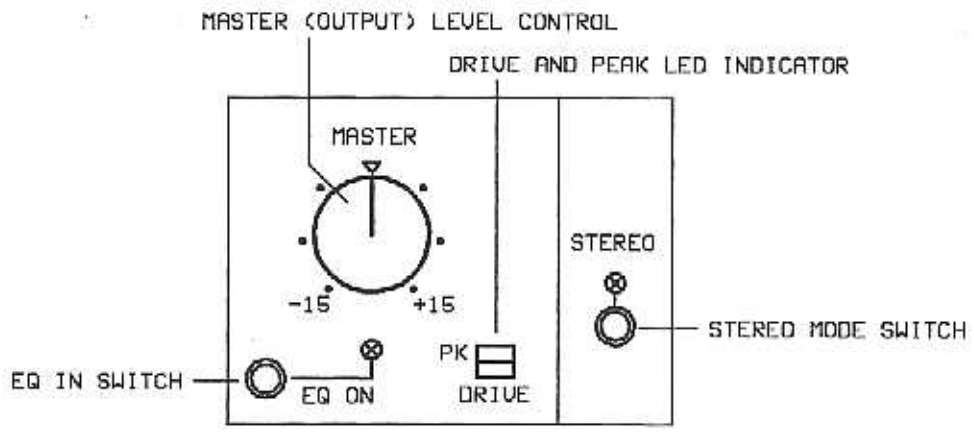 MASTER (OUTPUT) LEVEL CONTROL
DRIVE AND PEAK LED INDICATOR
MASTER
STEREO
-15
+15
STEREO MODE SWITCH
PK
EQ IN SWITCH
EQ ON
DRIVE